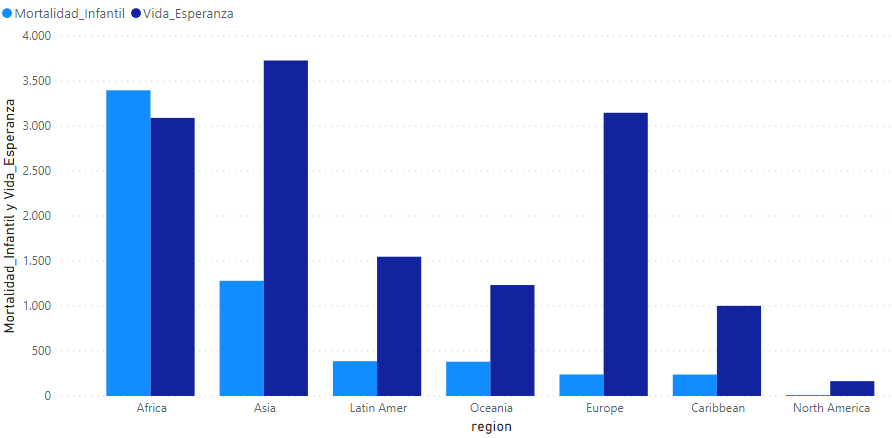 Mortalidad_Infantil Vida_Esperanza
4.000
3.500
3.000
2.500
2.000
1.500
1.000
500
0
Mortalidad_Infantil y Vida_Esperanza
Africa Asia Latin Amer Oceania Europe Caribbean North America
region